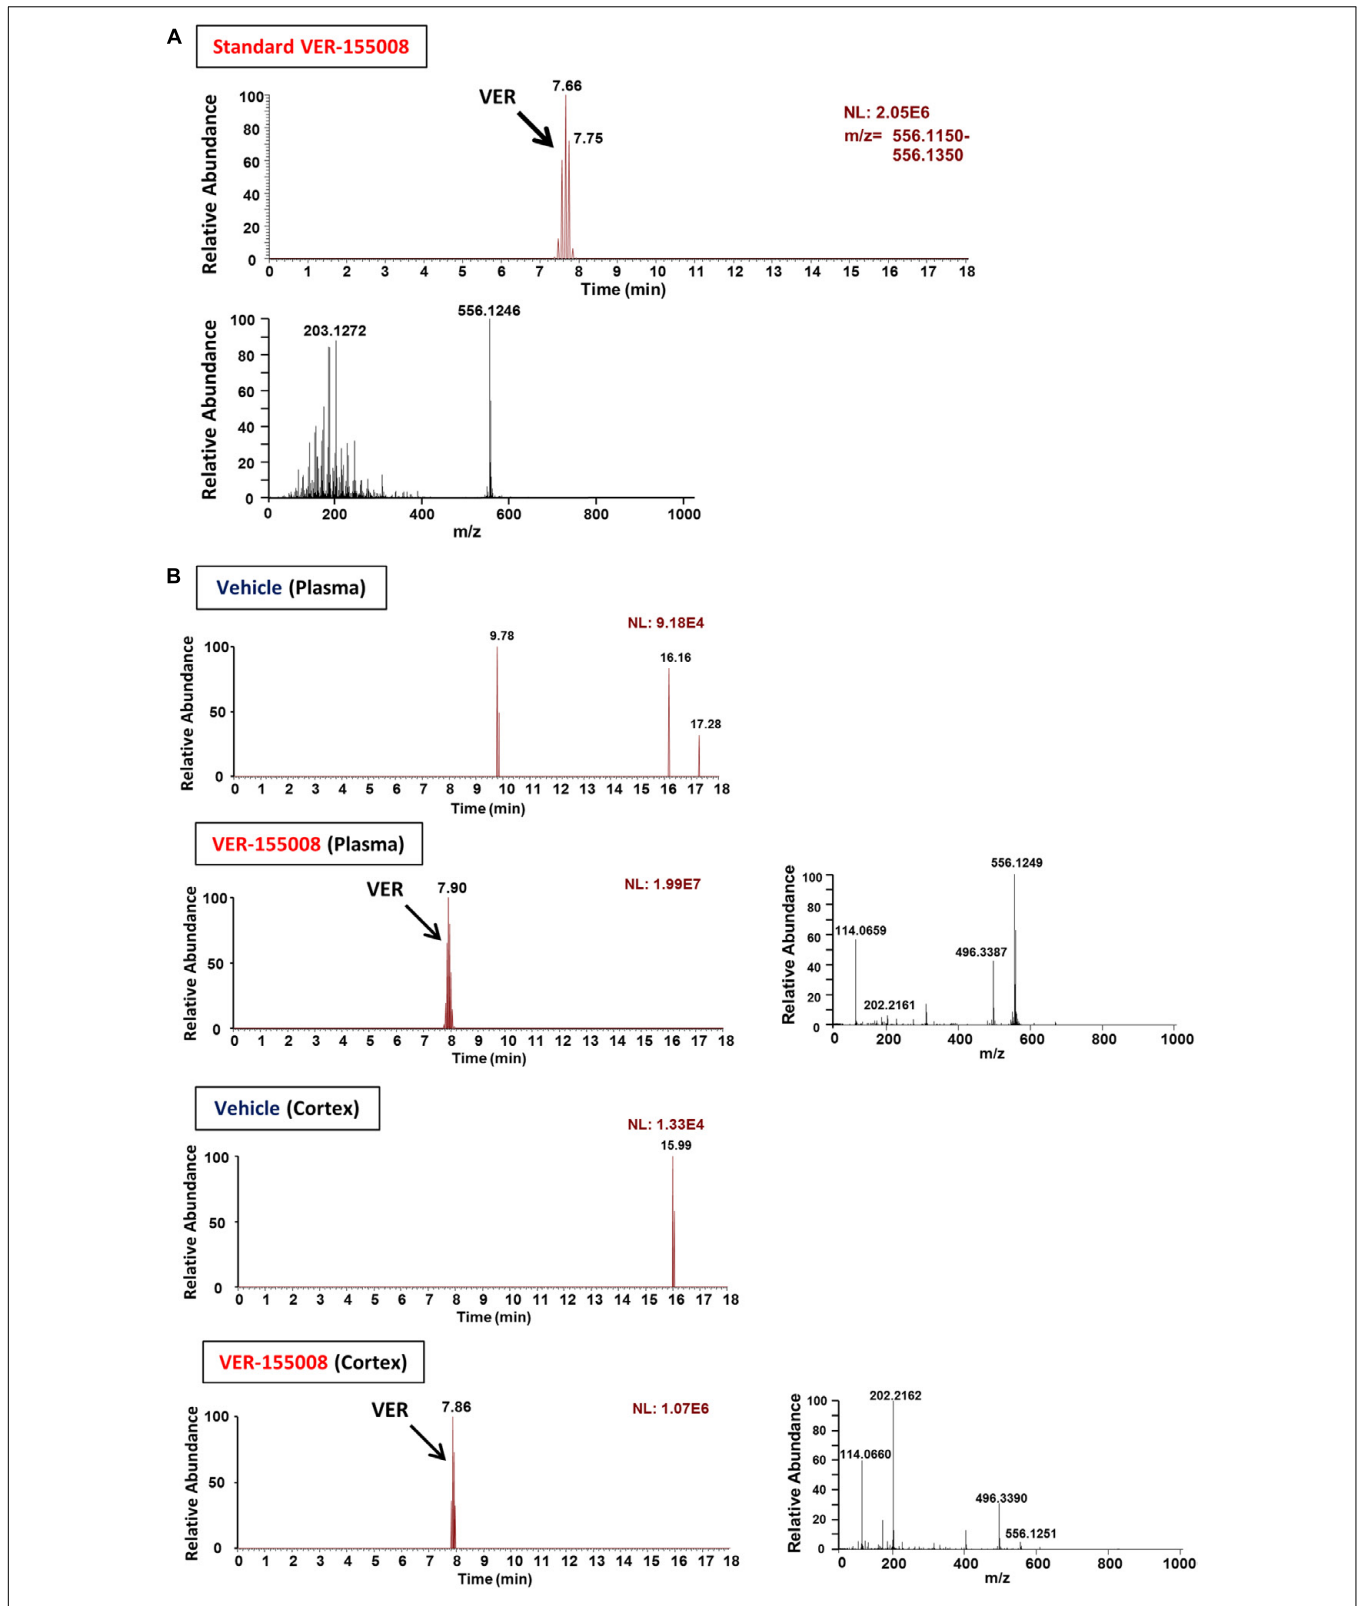 A
Standard VER-155008
VER
7.66
7.75
NL: 2.05E6
m/z= 556.1150-
556.1350
Relative Abundance
100
80
60
40
20
0
0 1 2 3 4 5 6 7 8 9 10 11 12 13 14 15 16 17 18
Time (min)
556.1246
203.1272
Relative Abundance
100
80
60
40
20
0
0 200 400 600 800 1000
m/z
B
Vehicle (Plasma)
NL: 9.18E4
9.78
16.16
17.28
Relative Abundance
100
50
0
0 1 2 3 4 5 6 7 8 9 10 11 12 13 14 15 16 17 18
Time (min)
VER-155008 (Plasma)
VER
7.90
NL: 1.99E7
Relative Abundance
100
50
0
0 1 2 3 4 5 6 7 8 9 10 11 12 13 14 15 16 17 18
Time (min)
556.1249
114.0659
496.3387
202.2161
Relative Abundance
100
80
60
40
20
0
0 200 400 600 800 1000
m/z
Vehicle (Cortex)
NL: 1.33E4
15.99
Relative Abundance
100
50
0
0 1 2 3 4 5 6 7 8 9 10 11 12 13 14 15 16 17 18
Time (min)
VER-155008 (Cortex)
VER
7.86
NL: 1.07E6
Relative Abundance
100
50
0
0 1 2 3 4 5 6 7 8 9 10 11 12 13 14 15 16 17 18
Time (min)
202.2162
114.0660
496.3390
556.1251
Relative Abundance
100
80
60
40
20
0
0 200 400 600 800 1000
m/z